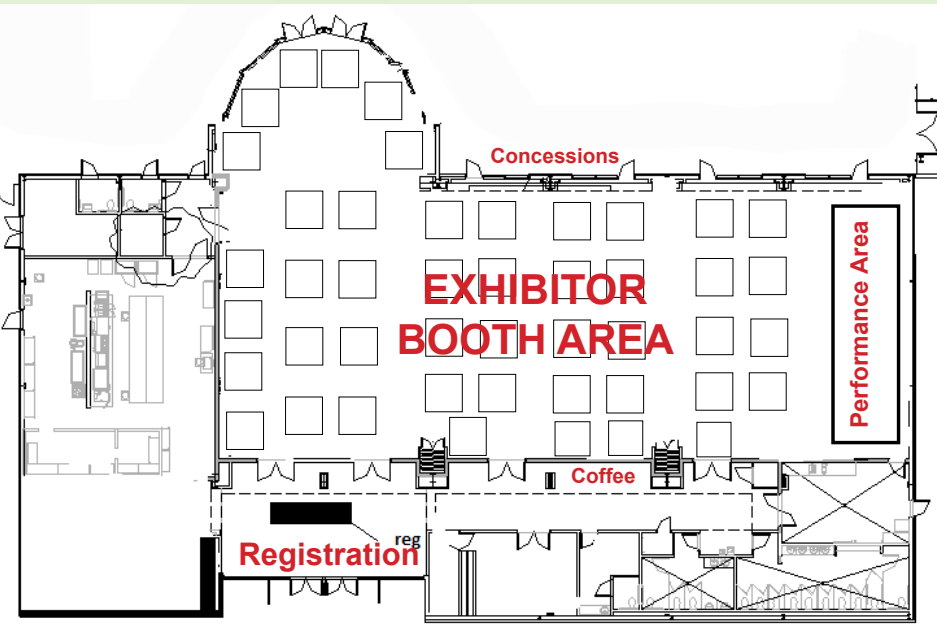 Concessions
EXHIBITOR
BOOTH AREA
Performance Area
Coffee
reg
Registration